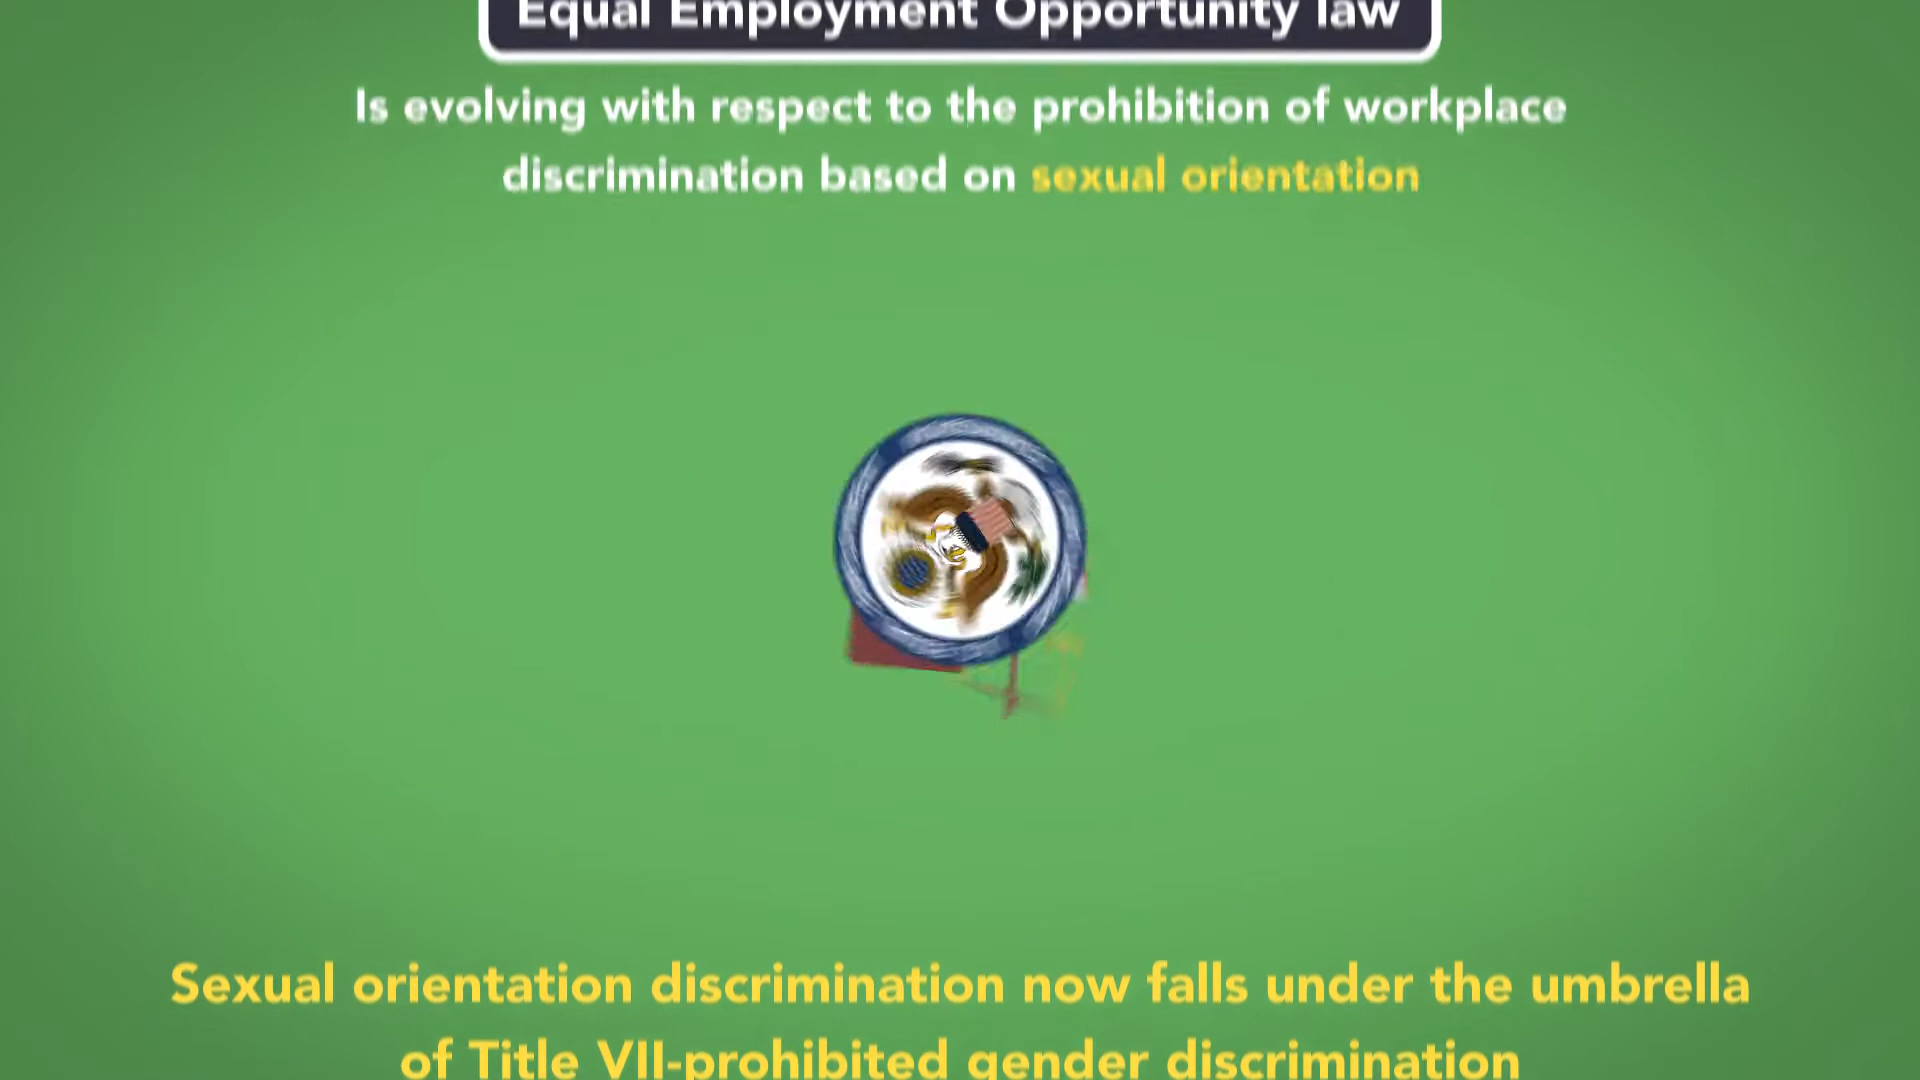 Equal Employment Opportunity law
Is evolving with respect to the prohibition of workplace
discrimination based on sexual orientation
Sexual orientation discrimination now falls under the umbrella
of Title VII-prohibited gender discrimination